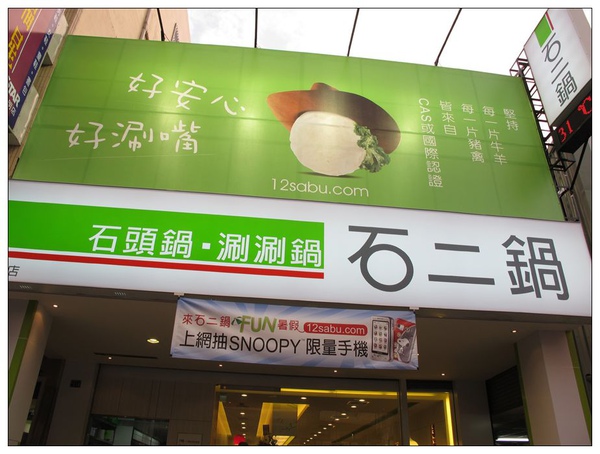 好安心
好涮嘴
堅持
每一片牛羊
每一片豬禽
皆來自
CAS或國際認證
12sabu.com
石二鍋
31°C
石頭鍋·涮涮鍋
石二鍋
店
來石二鍋FUN暑假 12sabu.com
上網抽SNOOPY 限量手機